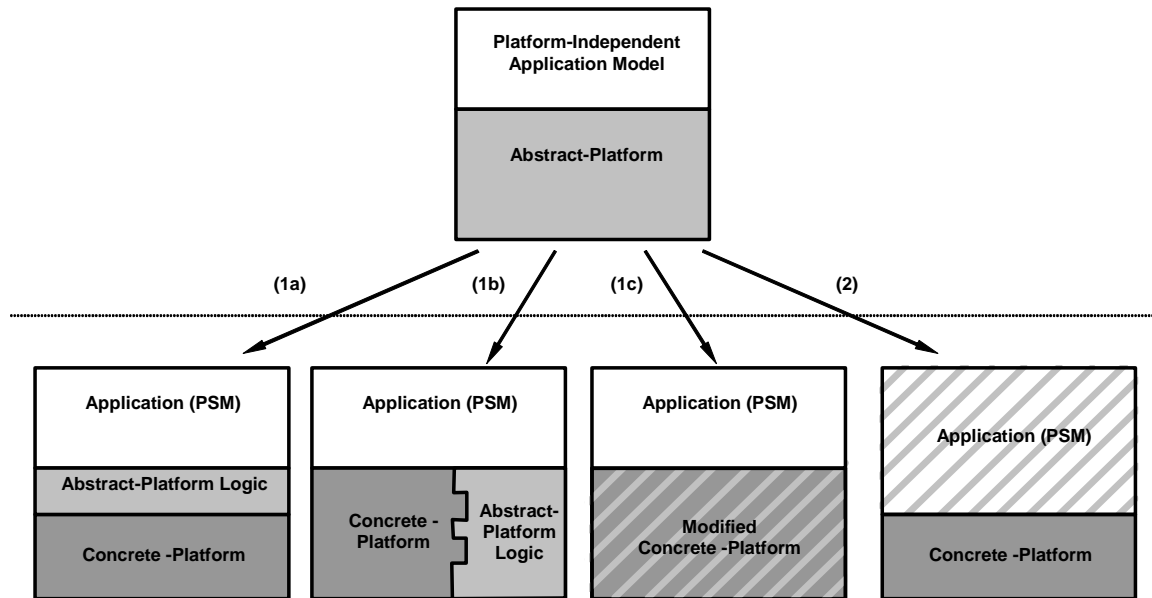 Platform-Independent
Application Model
Abstract-Platform
(1a)
(1b)
(1c)
(2)
Application (PSM)
Abstract-Platform Logic
Concrete -Platform
Application (PSM)
Concrete -
Platform
Abstract-
Platform
Logic
Application (PSM)
Modified
Concrete -Platform
Application (PSM)
Concrete -Platform